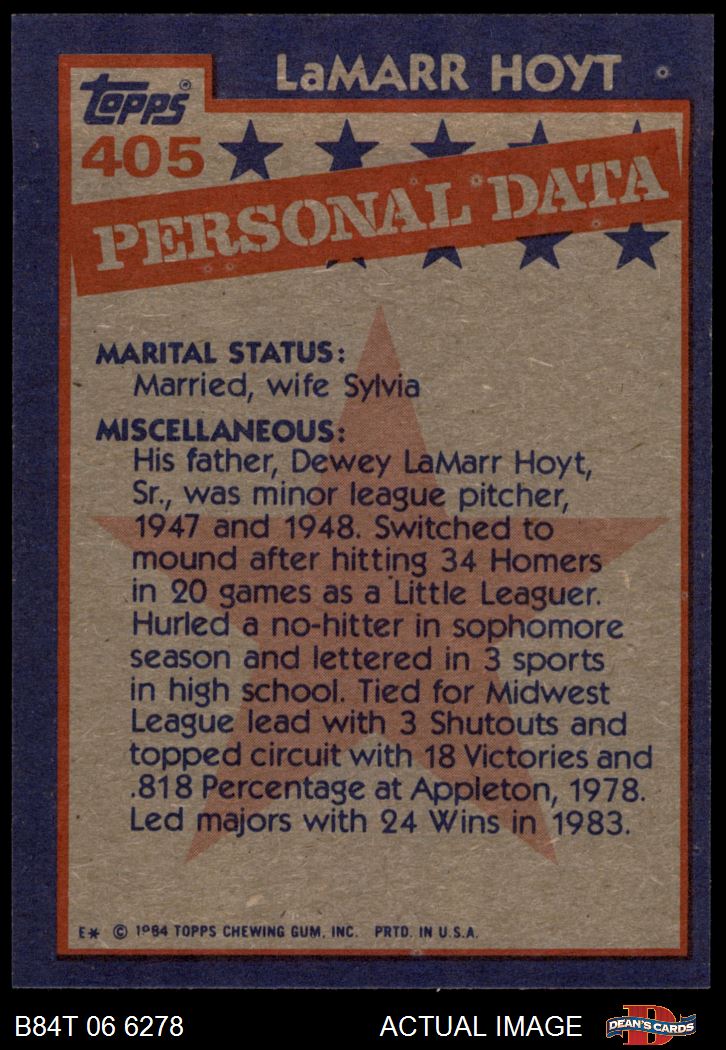 LaMARR HOYT
Topps®
405
PERSONAL DATA
MARITAL STATUS:
Married, wife Sylvia
MISCELLANEOUS:
His father, Dewey LaMarr Hoyt,
Sr., was minor league pitcher,
1947 and 1948. Switched to
mound after hitting 34 Homers
in 20 games as a Little Leaguer.
Hurled a no-hitter in sophomore
season and lettered in 3 sports
in high school. Tied for Midwest
League lead with 3 Shutouts and
topped circuit with 18 Victories and
.818 Percentage at Appleton, 1978.
Led majors with 24 Wins in 1983.
E* © 1984 TOPPS CHEWING GUM, INC. PRTD. IN U.S.A.
B84T 06 6278
ACTUAL IMAGE
D
DEAN'S CARDS